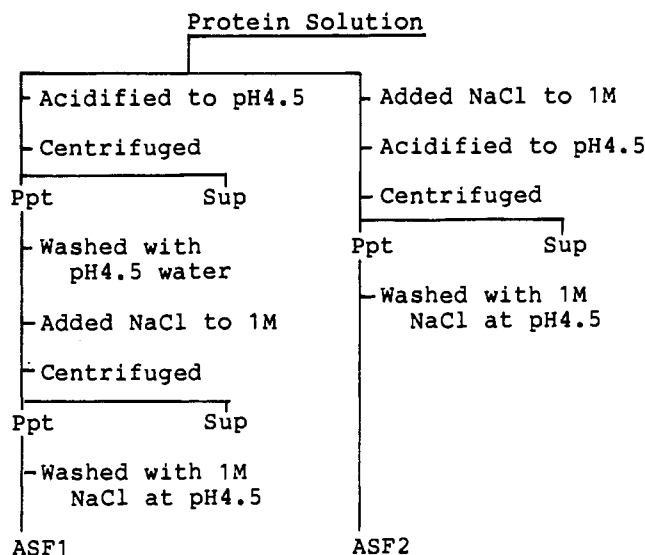 Protein Solution
Acidified to pH4.5
Centrifuged
Ppt Sup
Washed with
pH4.5 water
Added NaCl to 1M
Centrifuged
Ppt Sup
Washed with 1M
NaCl at pH4.5
ASF1
Added NaCl to 1M
Acidified to pH4.5
Centrifuged
Ppt Sup
Washed with 1M
NaCl at pH4.5
ASF2